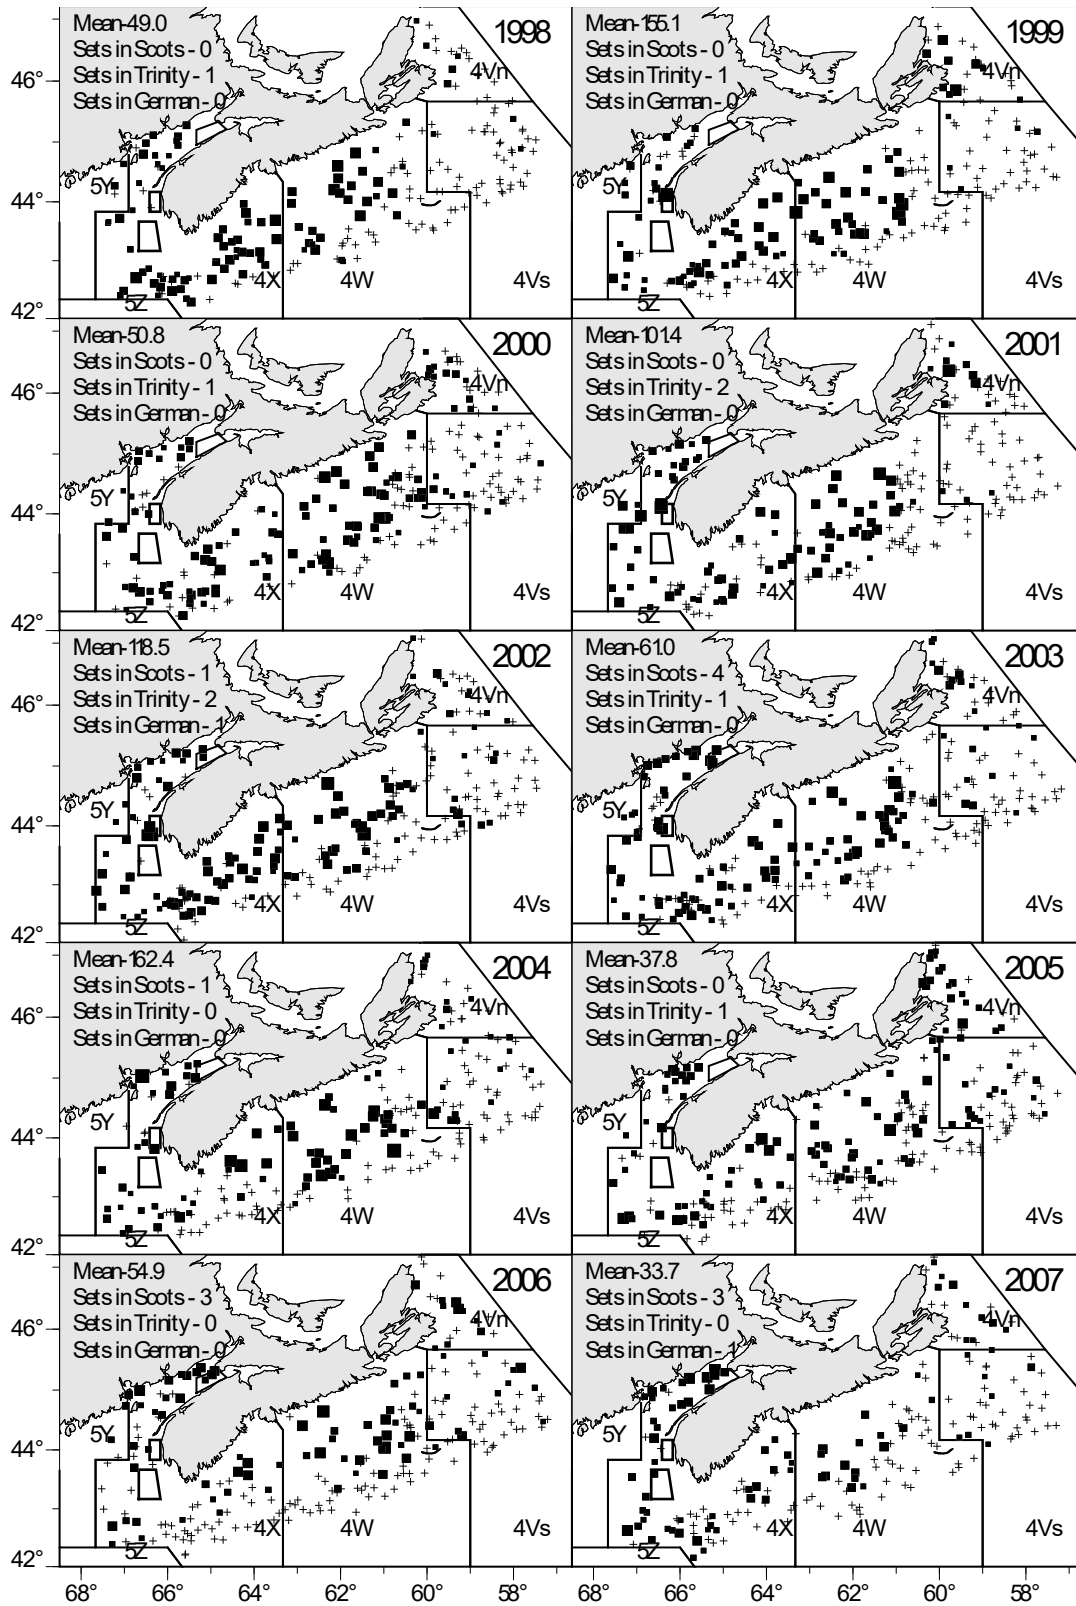 Mean-49.0
Sets in Scots - 0
Sets in Trinity - 1
Sets in German - 0
1998
4Vn
5Y
4X
4W
4Vs
5Z
46°
44°
42°
Mean-155.1
Sets in Scots - 0
Sets in Trinity - 1
Sets in German - 0
1999
4Vn
5Y
4X
4W
4Vs
5Z
Mean-50.8
Sets in Scots - 0
Sets in Trinity - 1
Sets in German - 0
2000
4Vn
5Y
4X
4W
4Vs
5Z
46°
44°
42°
Mean-101.4
Sets in Scots - 0
Sets in Trinity - 2
Sets in German - 0
2001
4Vn
5Y
4X
4W
4Vs
5Z
Mean-118.5
Sets in Scots - 1
Sets in Trinity - 2
Sets in German - 1
2002
4Vn
5Y
4X
4W
4Vs
5Z
46°
44°
42°
Mean-61.0
Sets in Scots - 4
Sets in Trinity - 1
Sets in German - 0
2003
4Vn
5Y
4X
4W
4Vs
5Z
Mean-162.4
Sets in Scots - 1
Sets in Trinity - 0
Sets in German - 0
2004
4Vn
5Y
4X
4W
4Vs
5Z
46°
44°
42°
Mean-37.8
Sets in Scots - 0
Sets in Trinity - 1
Sets in German - 0
2005
4Vn
5Y
4X
4W
4Vs
5Z
Mean-54.9
Sets in Scots - 3
Sets in Trinity - 0
Sets in German - 0
2006
4Vn
5Y
4X
4W
4Vs
5Z
46°
44°
42°
Mean-33.7
Sets in Scots - 3
Sets in Trinity - 0
Sets in German - 1
2007
4Vn
5Y
4X
4W
4Vs
5Z
68° 66° 64° 62° 60° 58° 68° 66° 64° 62° 60° 58°